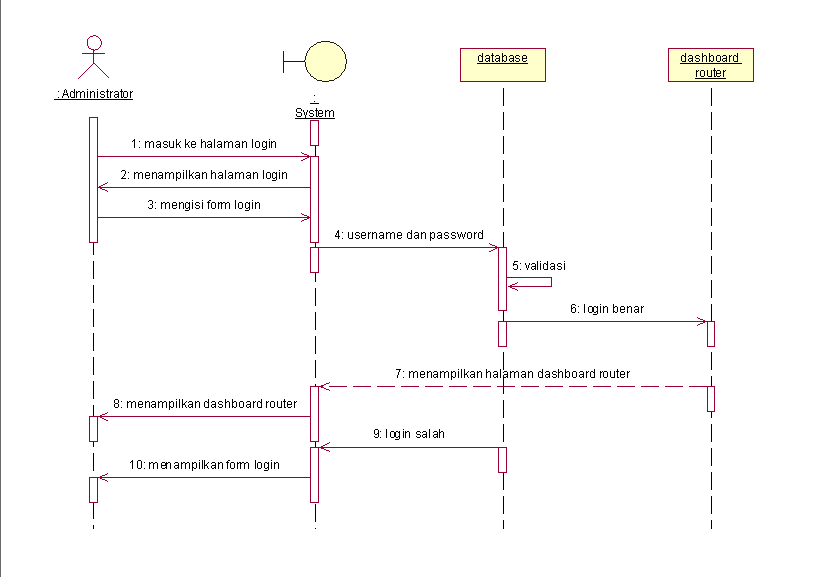 : Administrator
:
System
database
dashboard
router
1: masuk ke halaman login
2: menampilkan halaman login
3: mengisi form login
4: username dan password
5: validasi
6: login benar
7: menampilkan halaman dashboard router
8: menampilkan dashboard router
9: login salah
10: menampilkan form login